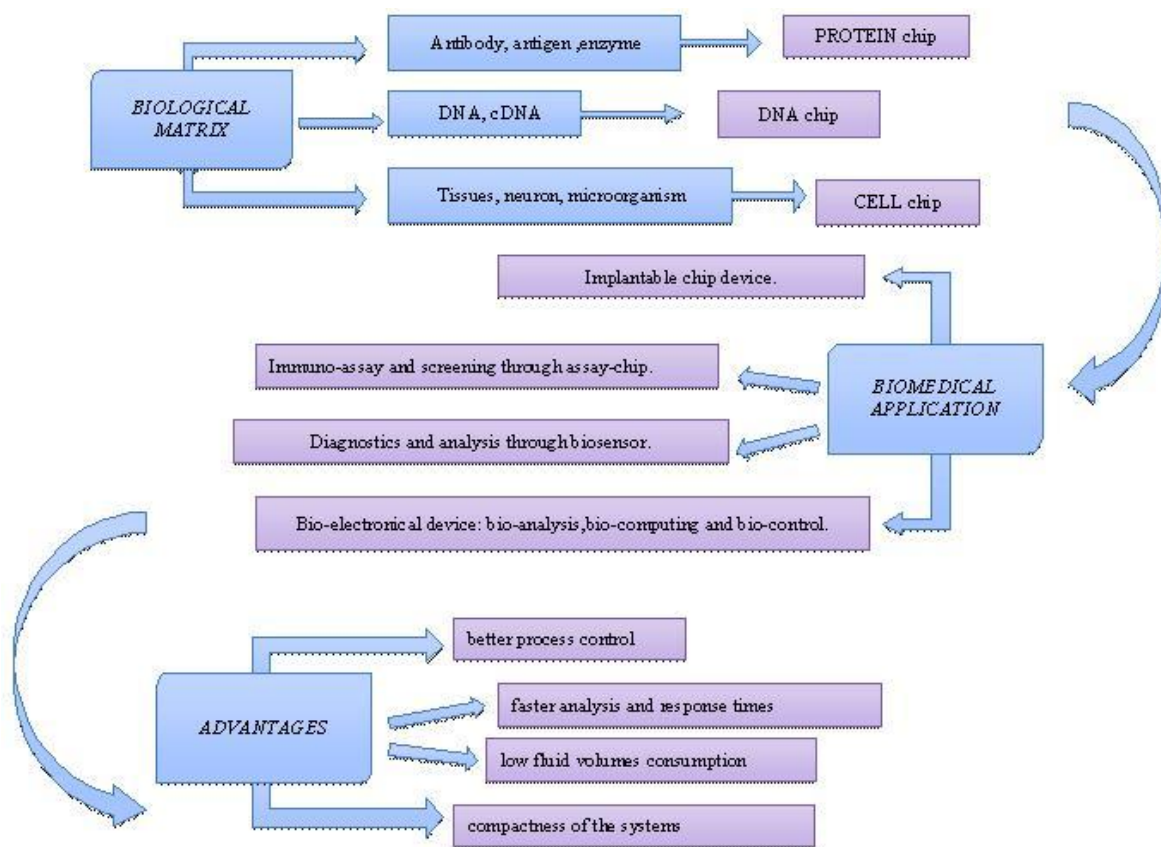 Antibody, antigen ,enzyme
PROTEIN chip
BIOLOGICAL
MATRIX
DNA, cDNA
DNA chip
Tissues, neuron, microorganism
CELL chip
Implantable chip device.
Immuno-assay and screening through assay-chip.
BIOMEDICAL
APPLICATION
Diagnostics and analysis through biosensor.
Bio-electronical device: bio-analysis,bio-computing and bio-control.
better process control
ADVANTAGES
faster analysis and response times
low fluid volumes consumption
compactness of the systems